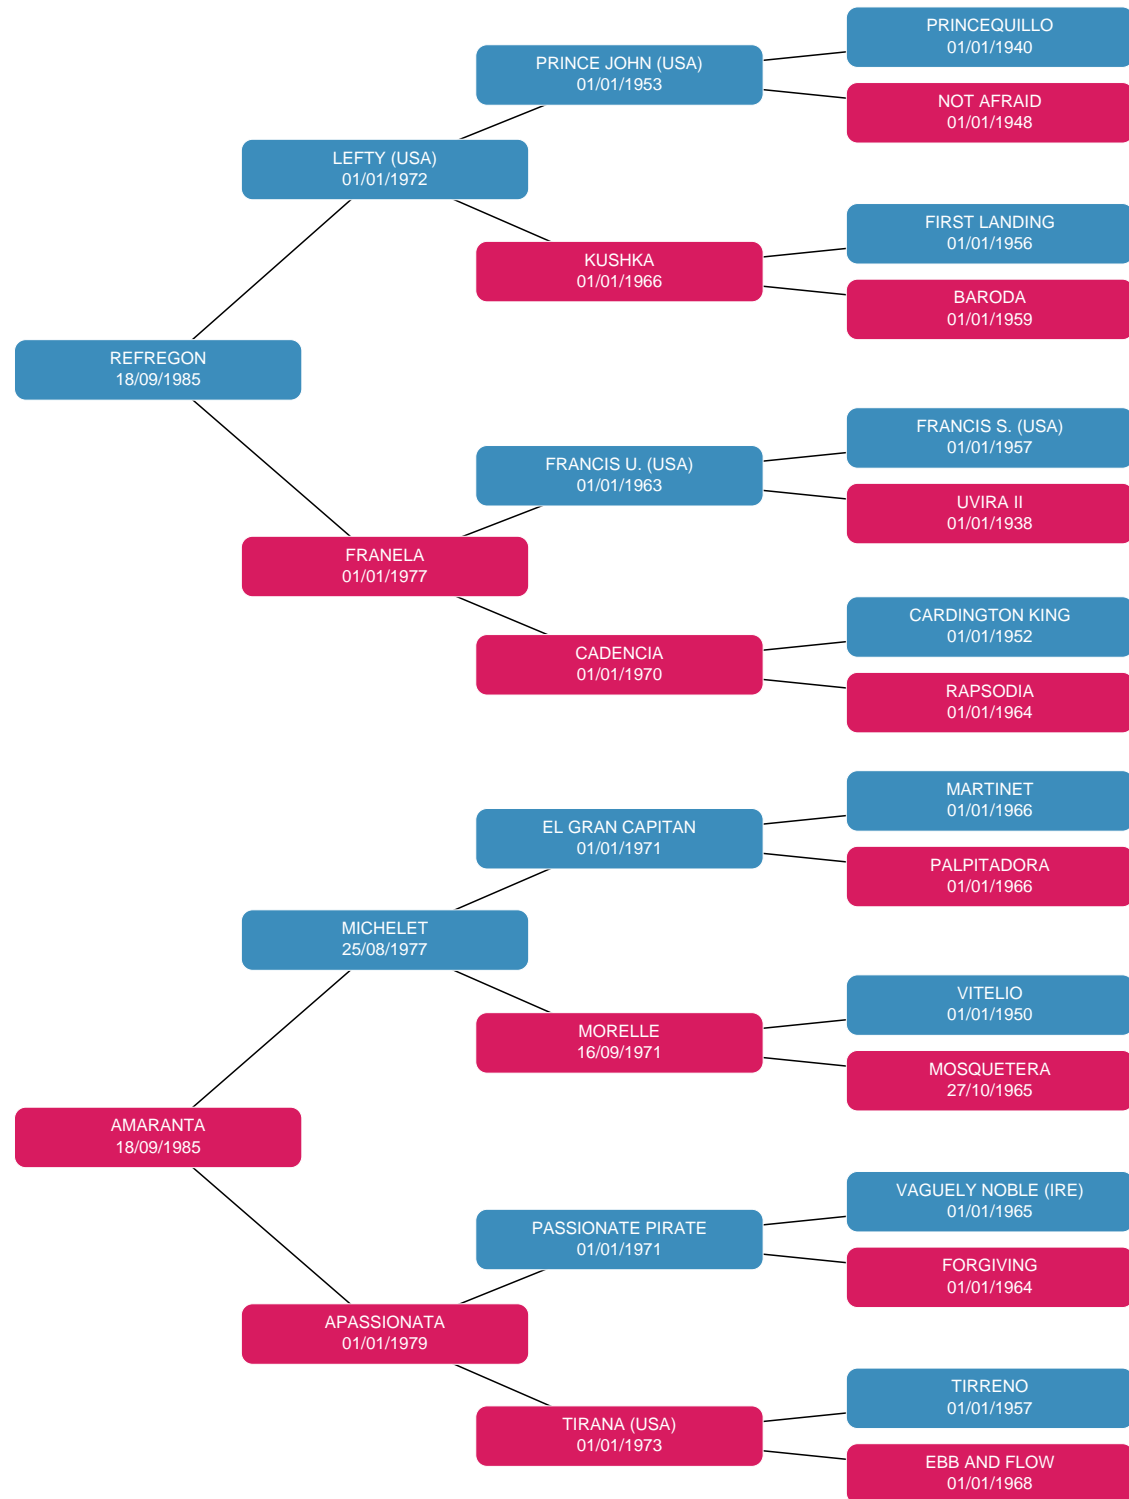 PRINCEQUILLO
01/01/1940
PRINCE JOHN (USA)
01/01/1953
NOT AFRAID
01/01/1948
LEFTY (USA)
01/01/1972
FIRST LANDING
01/01/1956
KUSHKA
01/01/1966
BARODA
01/01/1959
REFREGON
18/09/1985
FRANCIS S. (USA)
01/01/1957
FRANCIS U. (USA)
01/01/1963
UVIRA II
01/01/1938
FRANELA
01/01/1977
CARDINGTON KING
01/01/1952
CADENCIA
01/01/1970
RAPSODIA
01/01/1964
MARTINET
01/01/1966
EL GRAN CAPITAN
01/01/1971
PALPITADORA
01/01/1966
MICHELET
25/08/1977
VITELIO
01/01/1950
MORELLE
16/09/1971
MOSQUETERA
27/10/1965
AMARANTA
18/09/1985
VAGUELY NOBLE (IRE)
01/01/1965
PASSIONATE PIRATE
01/01/1971
FORGIVING
01/01/1964
APASSIONATA
01/01/1979
TIRRENO
01/01/1957
TIRANA (USA)
01/01/1973
EBB AND FLOW
01/01/1968